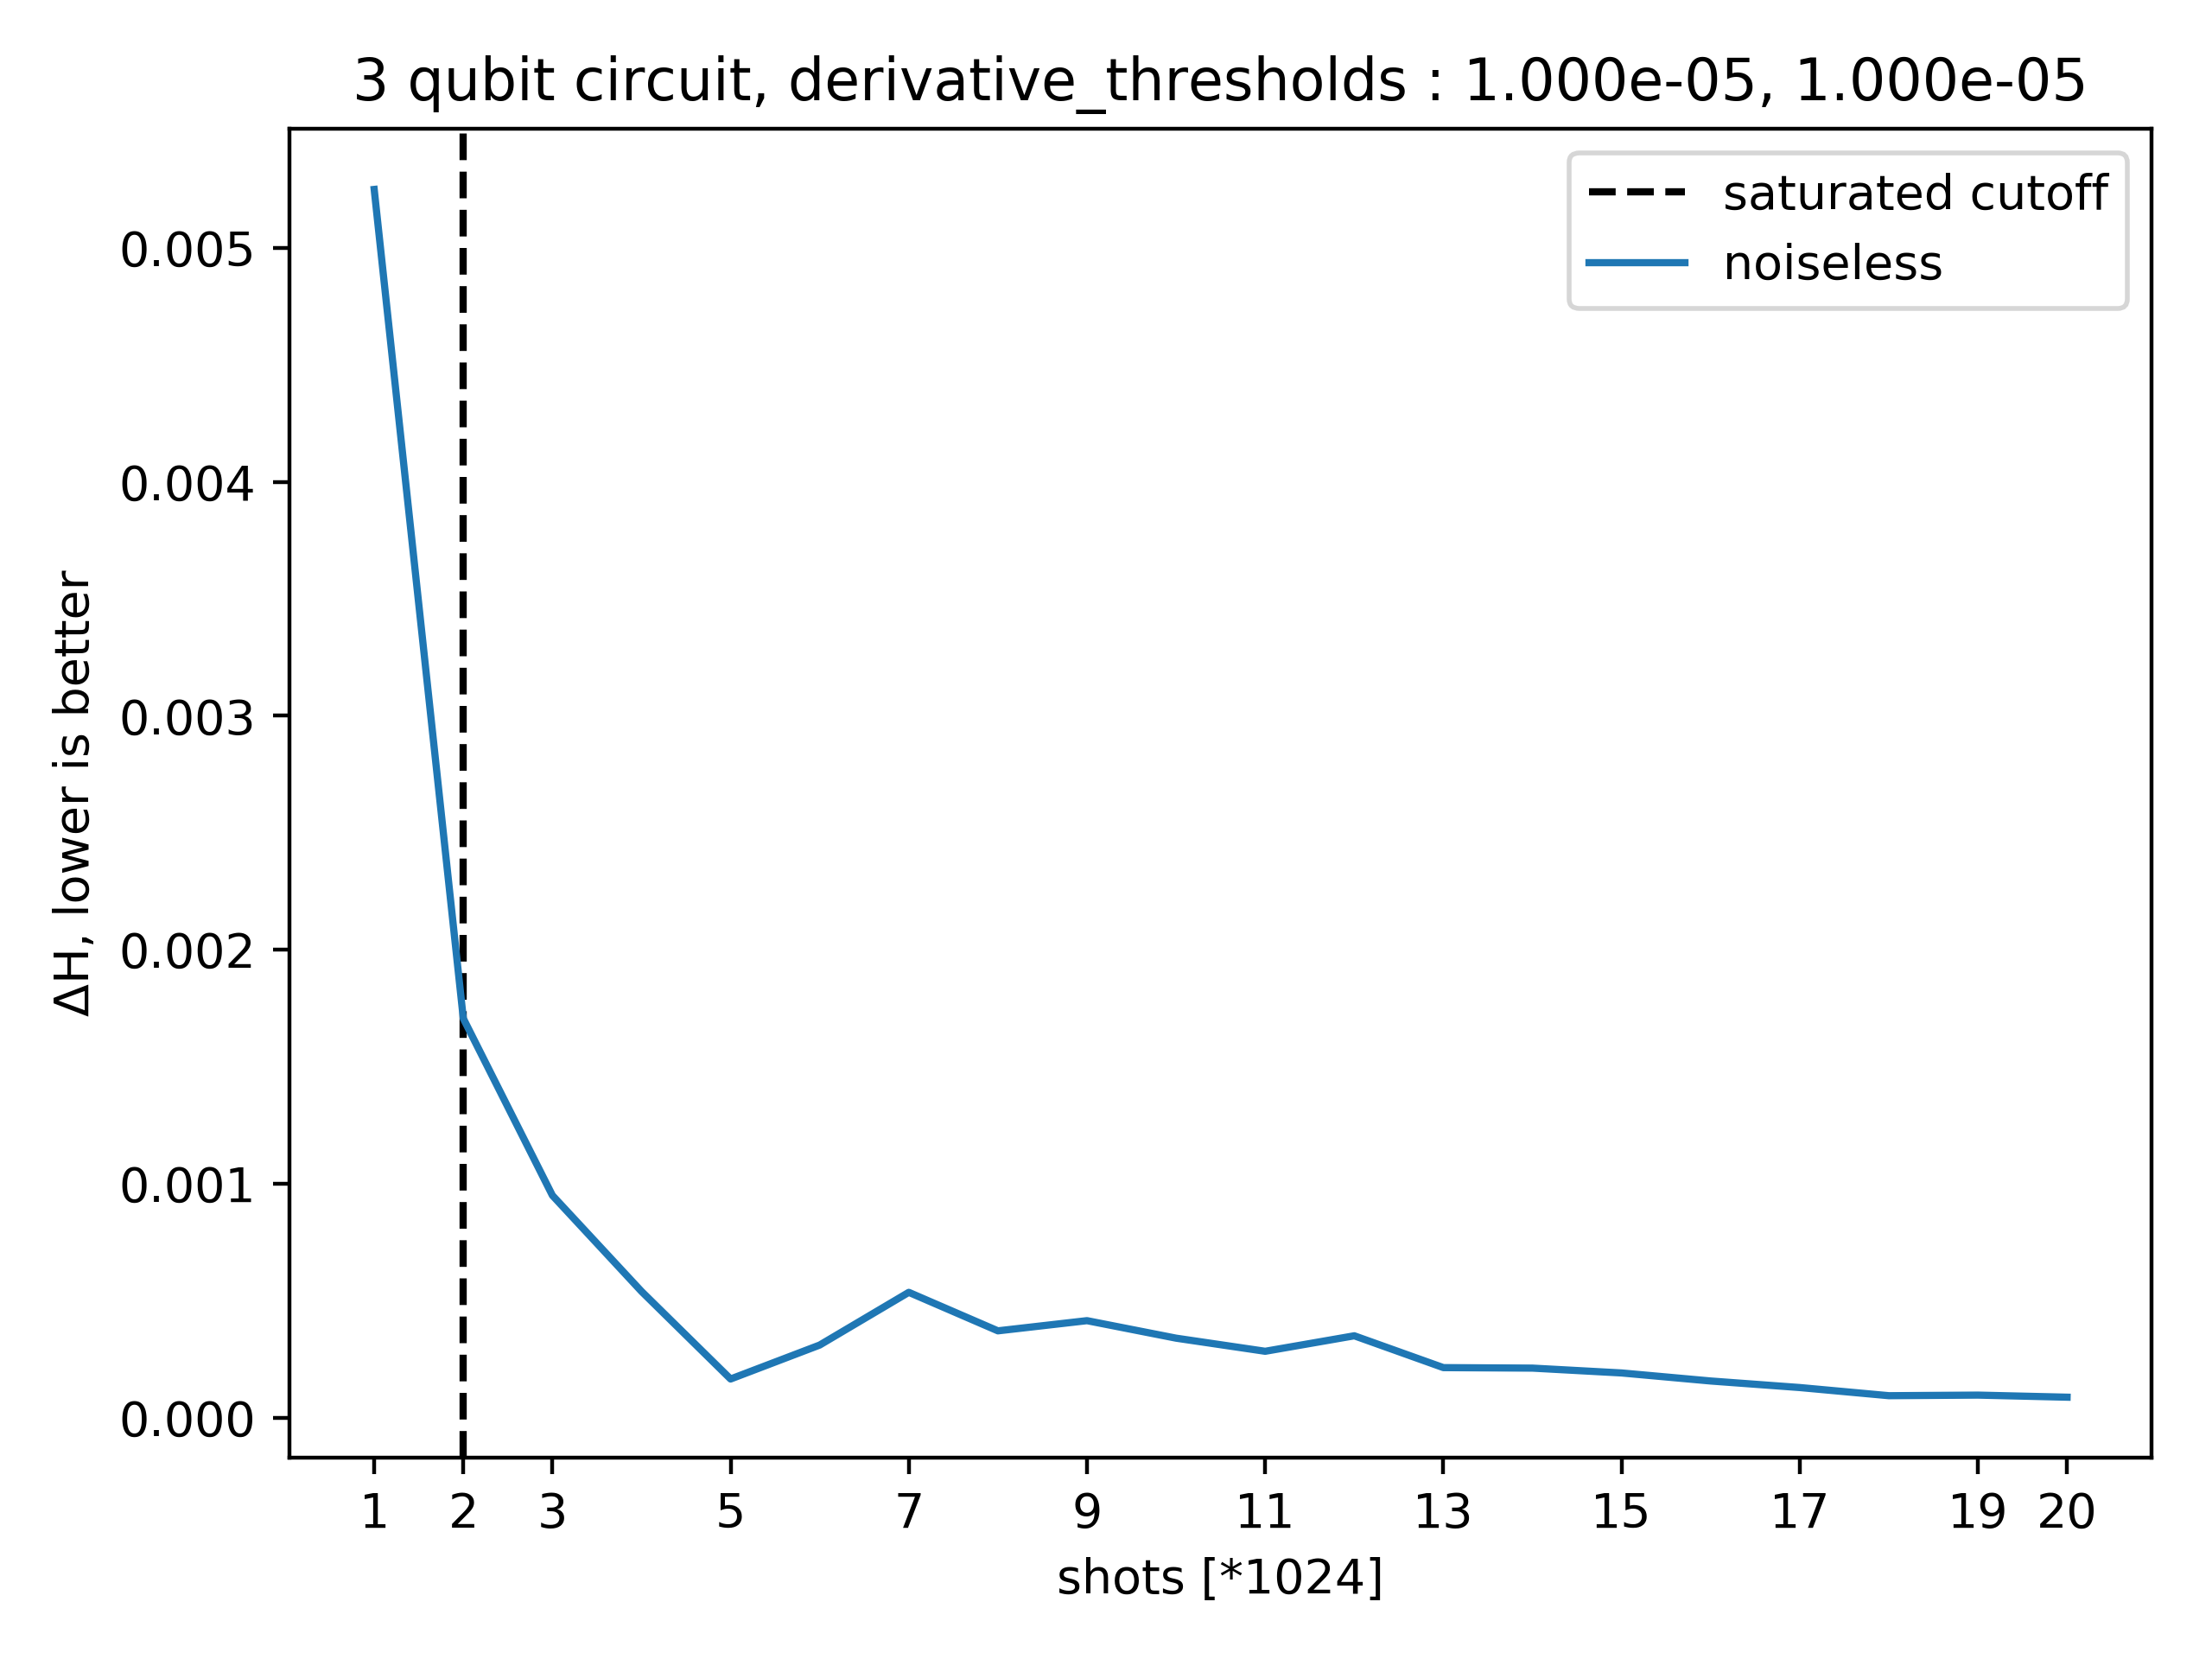 3 qubit circuit, derivative_thresholds : 1.000e-05, 1.000e-05
saturated cutoff
noiseless
ΔH, lower is better
0.005
0.004
0.003
0.002
0.001
0.000
1 2 3 5 7 9 11 13 15 17 19 20
shots [*1024]